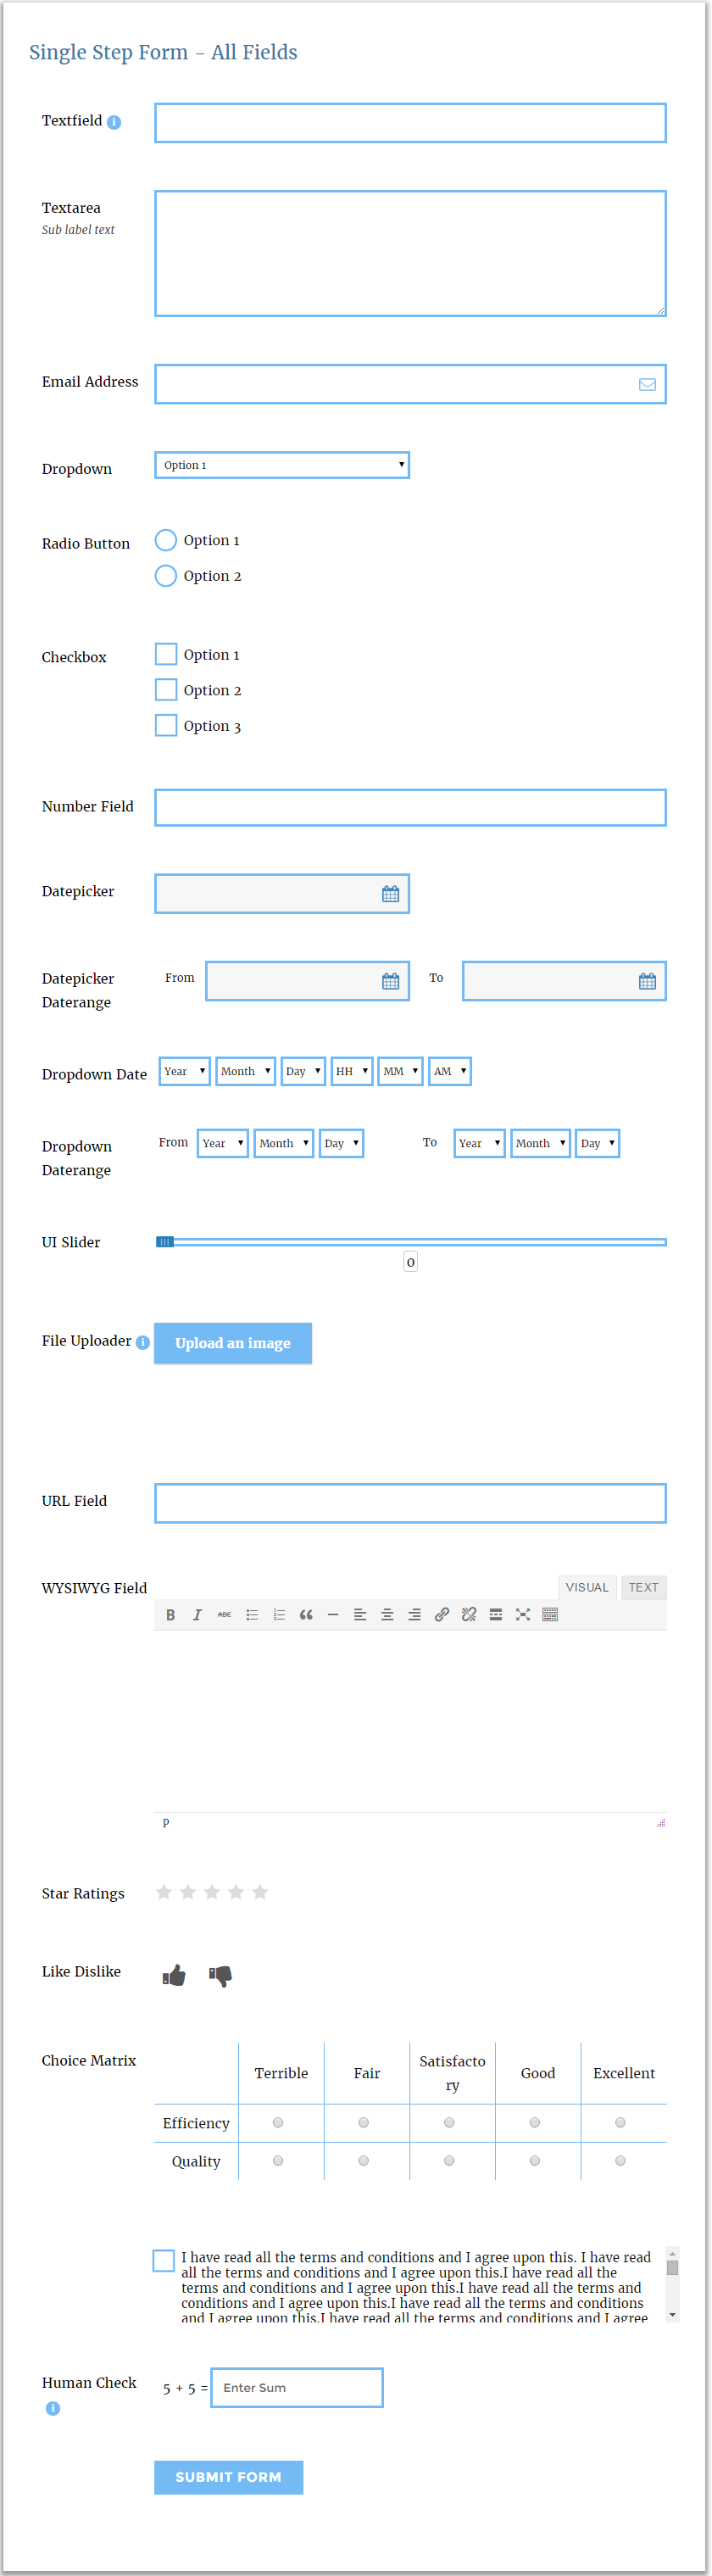 Single Step Form - All Fields
Textfield i
Textarea
Sub label text
Email Address
Dropdown Option 1
Radio Button Option 1
Option 2
Checkbox Option 1
Option 2
Option 3
Number Field
Datepicker
Datepicker From To
Daterange
Dropdown Date Year Month Day HH MM AM
Dropdown From Year Month Day To Year Month Day
Daterange
UI Slider
0
File Uploader i Upload an image
URL Field
WYSIWYG Field VISUAL TEXT
B I ABC
p
Star Ratings
Like Dislike
Choice Matrix Terrible Fair Satisfacto
ry Good Excellent
Efficiency
Quality
I have read all the terms and conditions and I agree upon this. I have read
all the terms and conditions and I agree upon this.I have read all the
terms and conditions and I agree upon this.I have read all the terms and
conditions and I agree upon this.I have read all the terms and conditions
and I agree upon this.I have read all the terms and conditions and I agree
Human Check 5 + 5 = Enter Sum
i
SUBMIT FORM